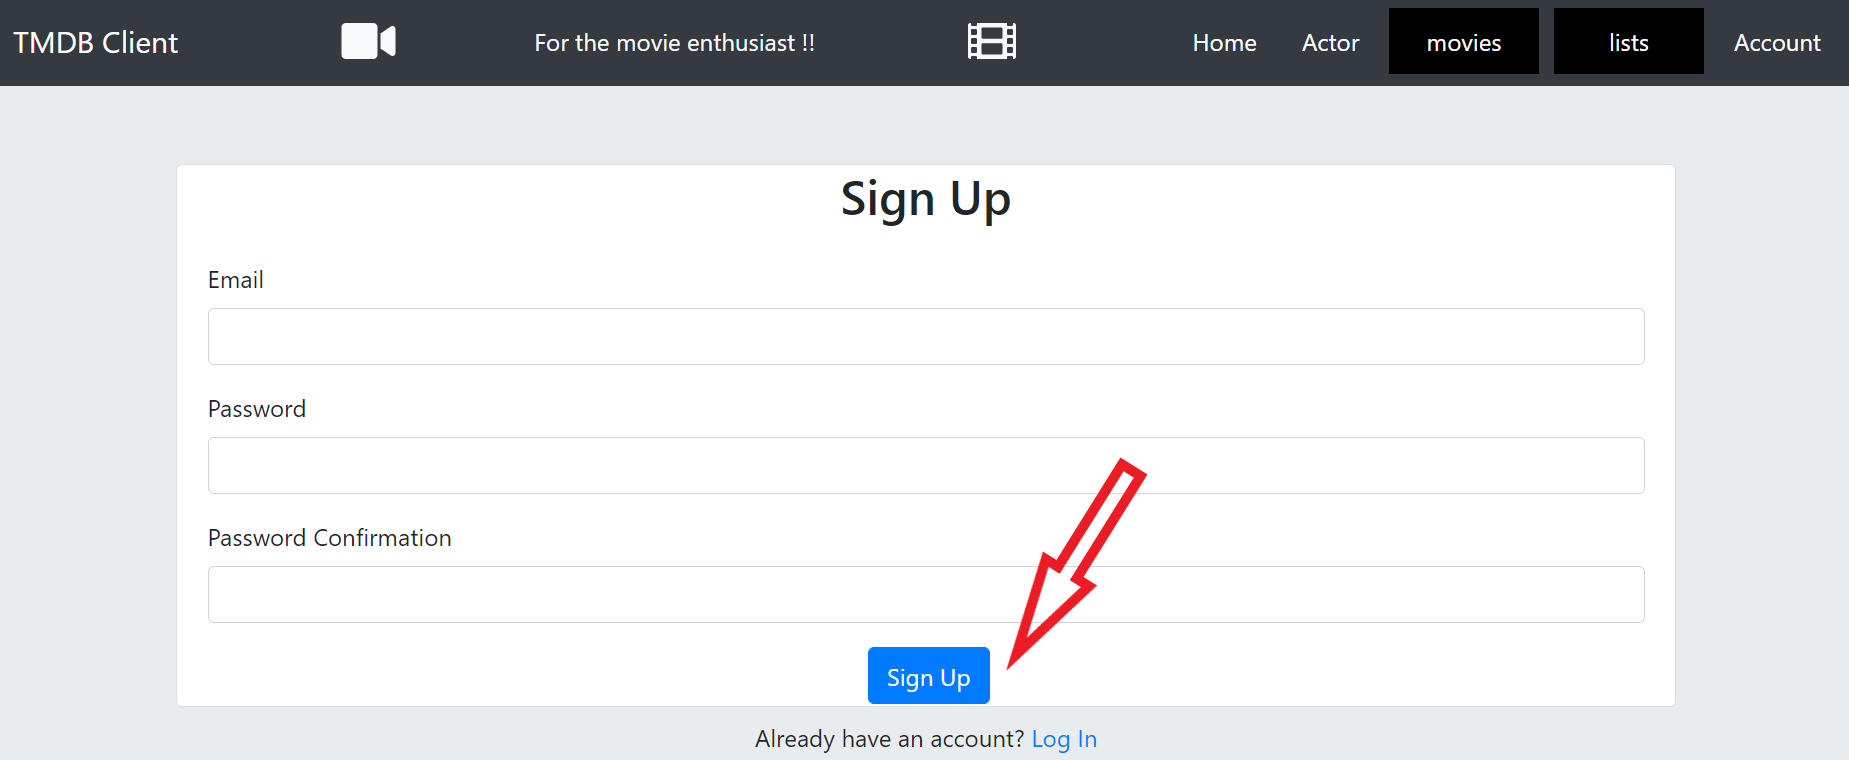 TMDB Client For the movie enthusiast !! Home Actor movies lists Account
Sign Up
Email
Password
Password Confirmation
Sign Up
Already have an account? Log In